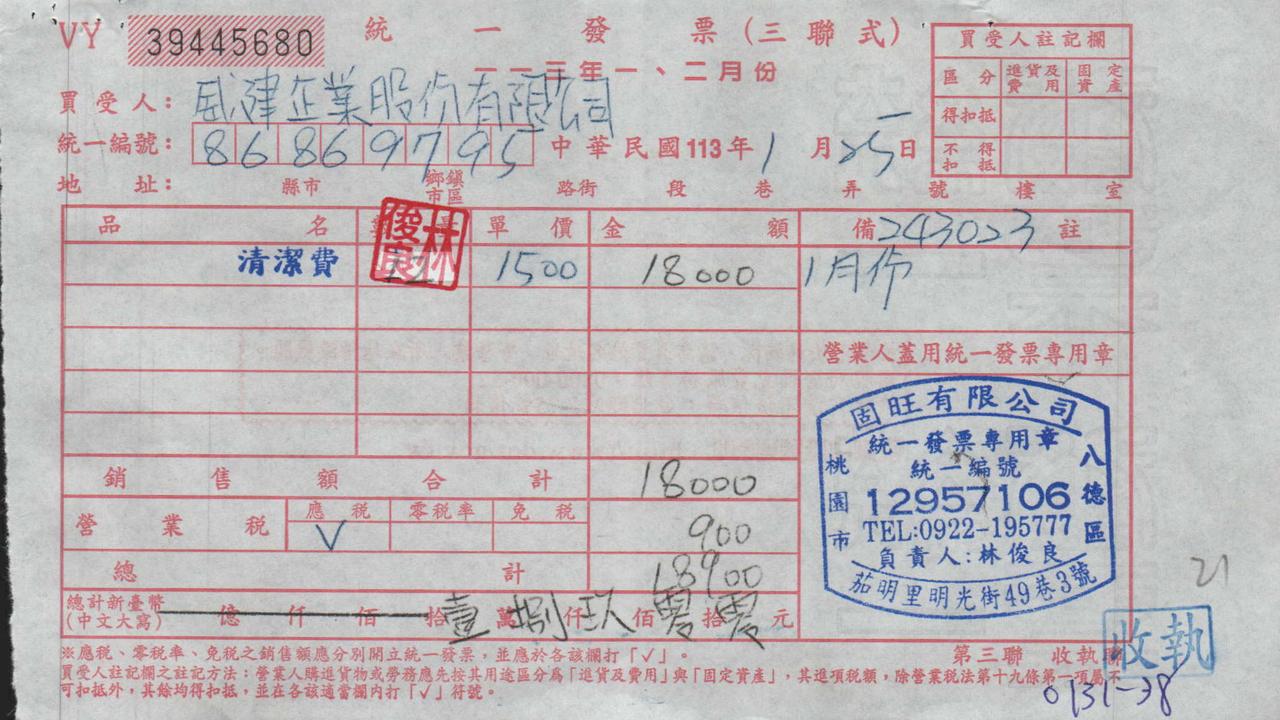 VY 39445680 統一發票(三聯式)
一一三年一、二月份
買受人註記欄
區分 進貨及費用 固定資產
得扣抵
不得扣抵
買受人: 威津企業股份有限公司
統一編號: 86869795 中華民國113年1月25日
地址: 縣市 鄉鎮市區 路街 段 巷 弄 號 樓 室
品名 單價 金額 備註 243023
林俊良
清潔費 12 1500 18000 1月份
營業人蓋用統一發票專用章
銷售額合計 18000
營業稅 應稅 V 零稅率 免稅 900
總計 18900
總計新臺幣(中文大寫) 億仟佰拾壹萬捌仟玖佰零拾零元
固旺有限公司
統一發票專用章
統一編號
12957106
TEL:0922-195777
負責人:林俊良
桃園市八德區
茄明里明光街49巷3號
21
※應稅、零稅率、免稅之銷售額應分別開立統一發票,並應於各該欄打「√」。
第三聯 收執聯
收執
買受人註記欄之註記方法:營業人購進貨物或勞務應先按其用途區分為「進貨及費用」與「固定資產」,其進項稅額,除營業稅法第十九條第一項屬不
可扣抵外,其餘均得扣抵,並在各該適當欄內打「√」符號。
0131-38